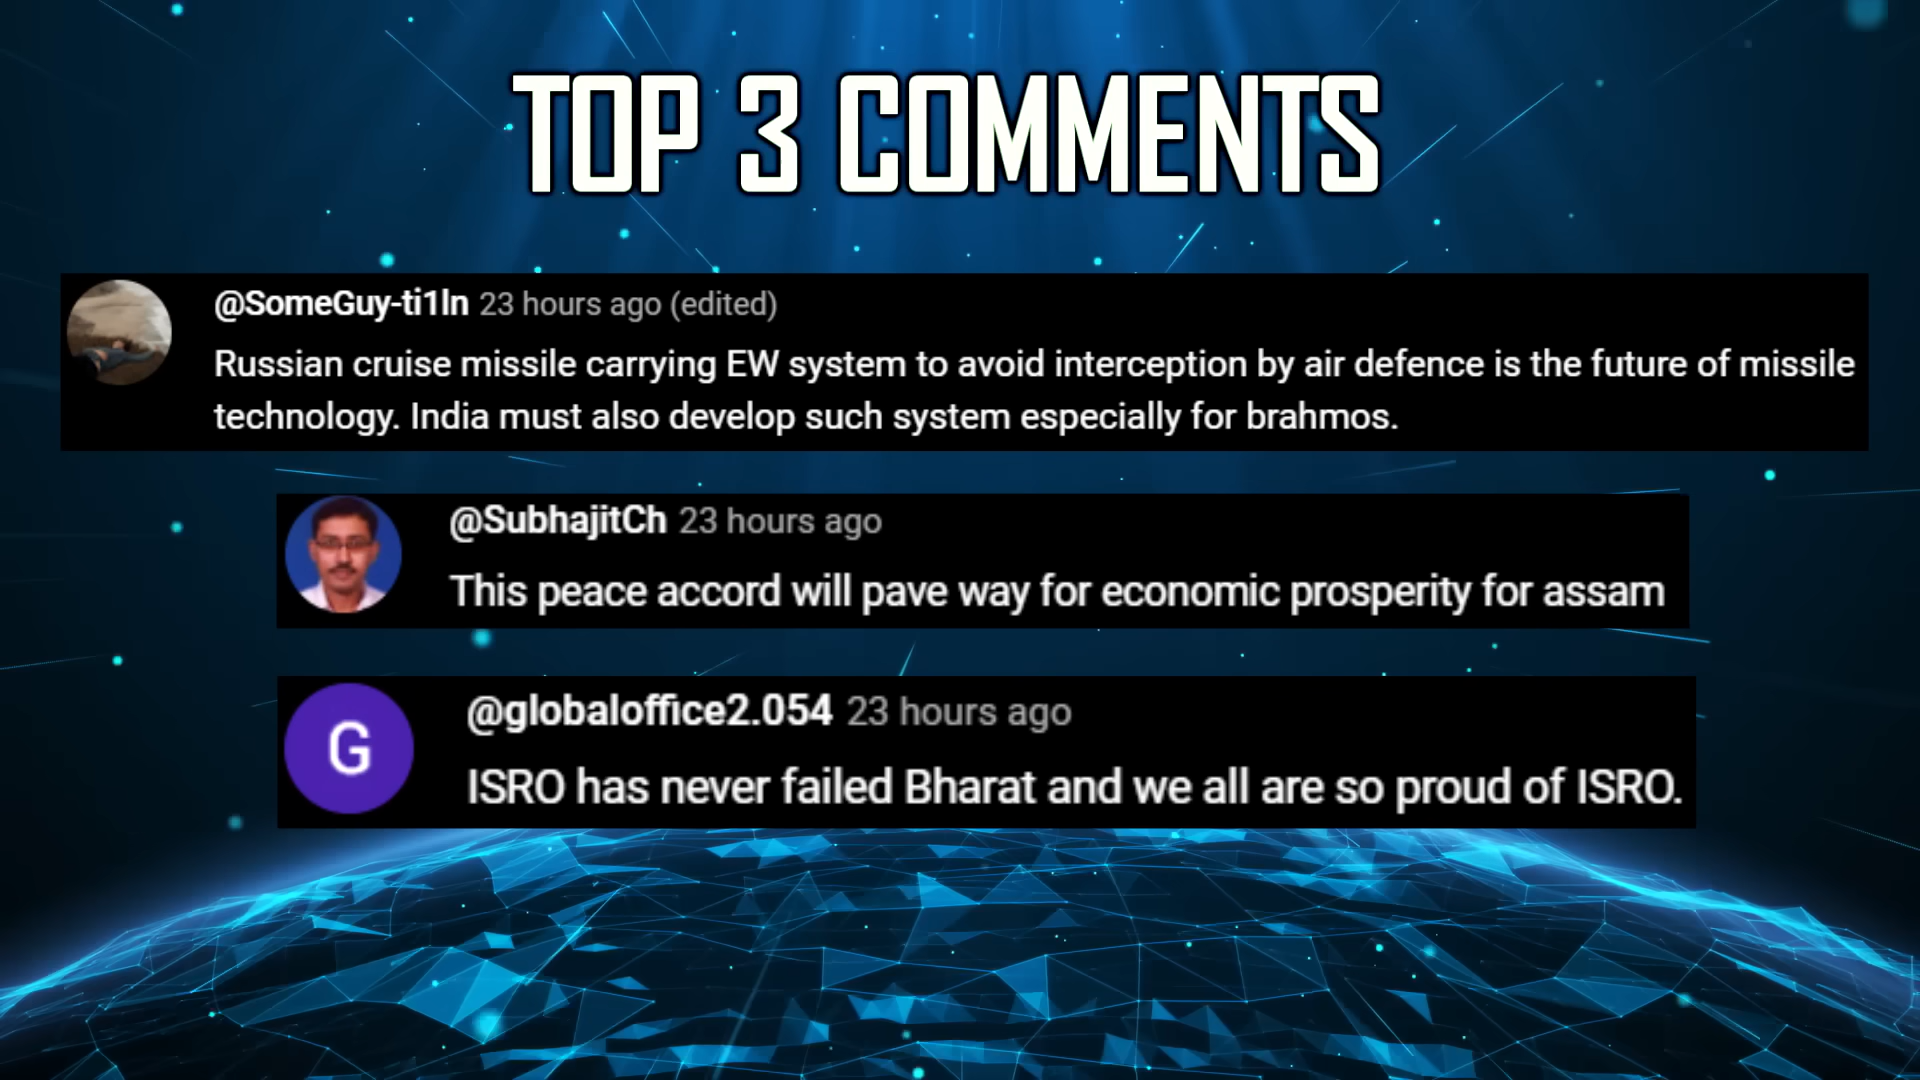 TOP 3 COMMENTS
@SomeGuy-ti1ln 23 hours ago (edited)
Russian cruise missile carrying EW system to avoid interception by air defence is the future of missile
technology. India must also develop such system especially for brahmos.
@SubhajitCh 23 hours ago
This peace accord will pave way for economic prosperity for assam
G
@globaloffice2.054 23 hours ago
ISRO has never failed Bharat and we all are so proud of ISRO.